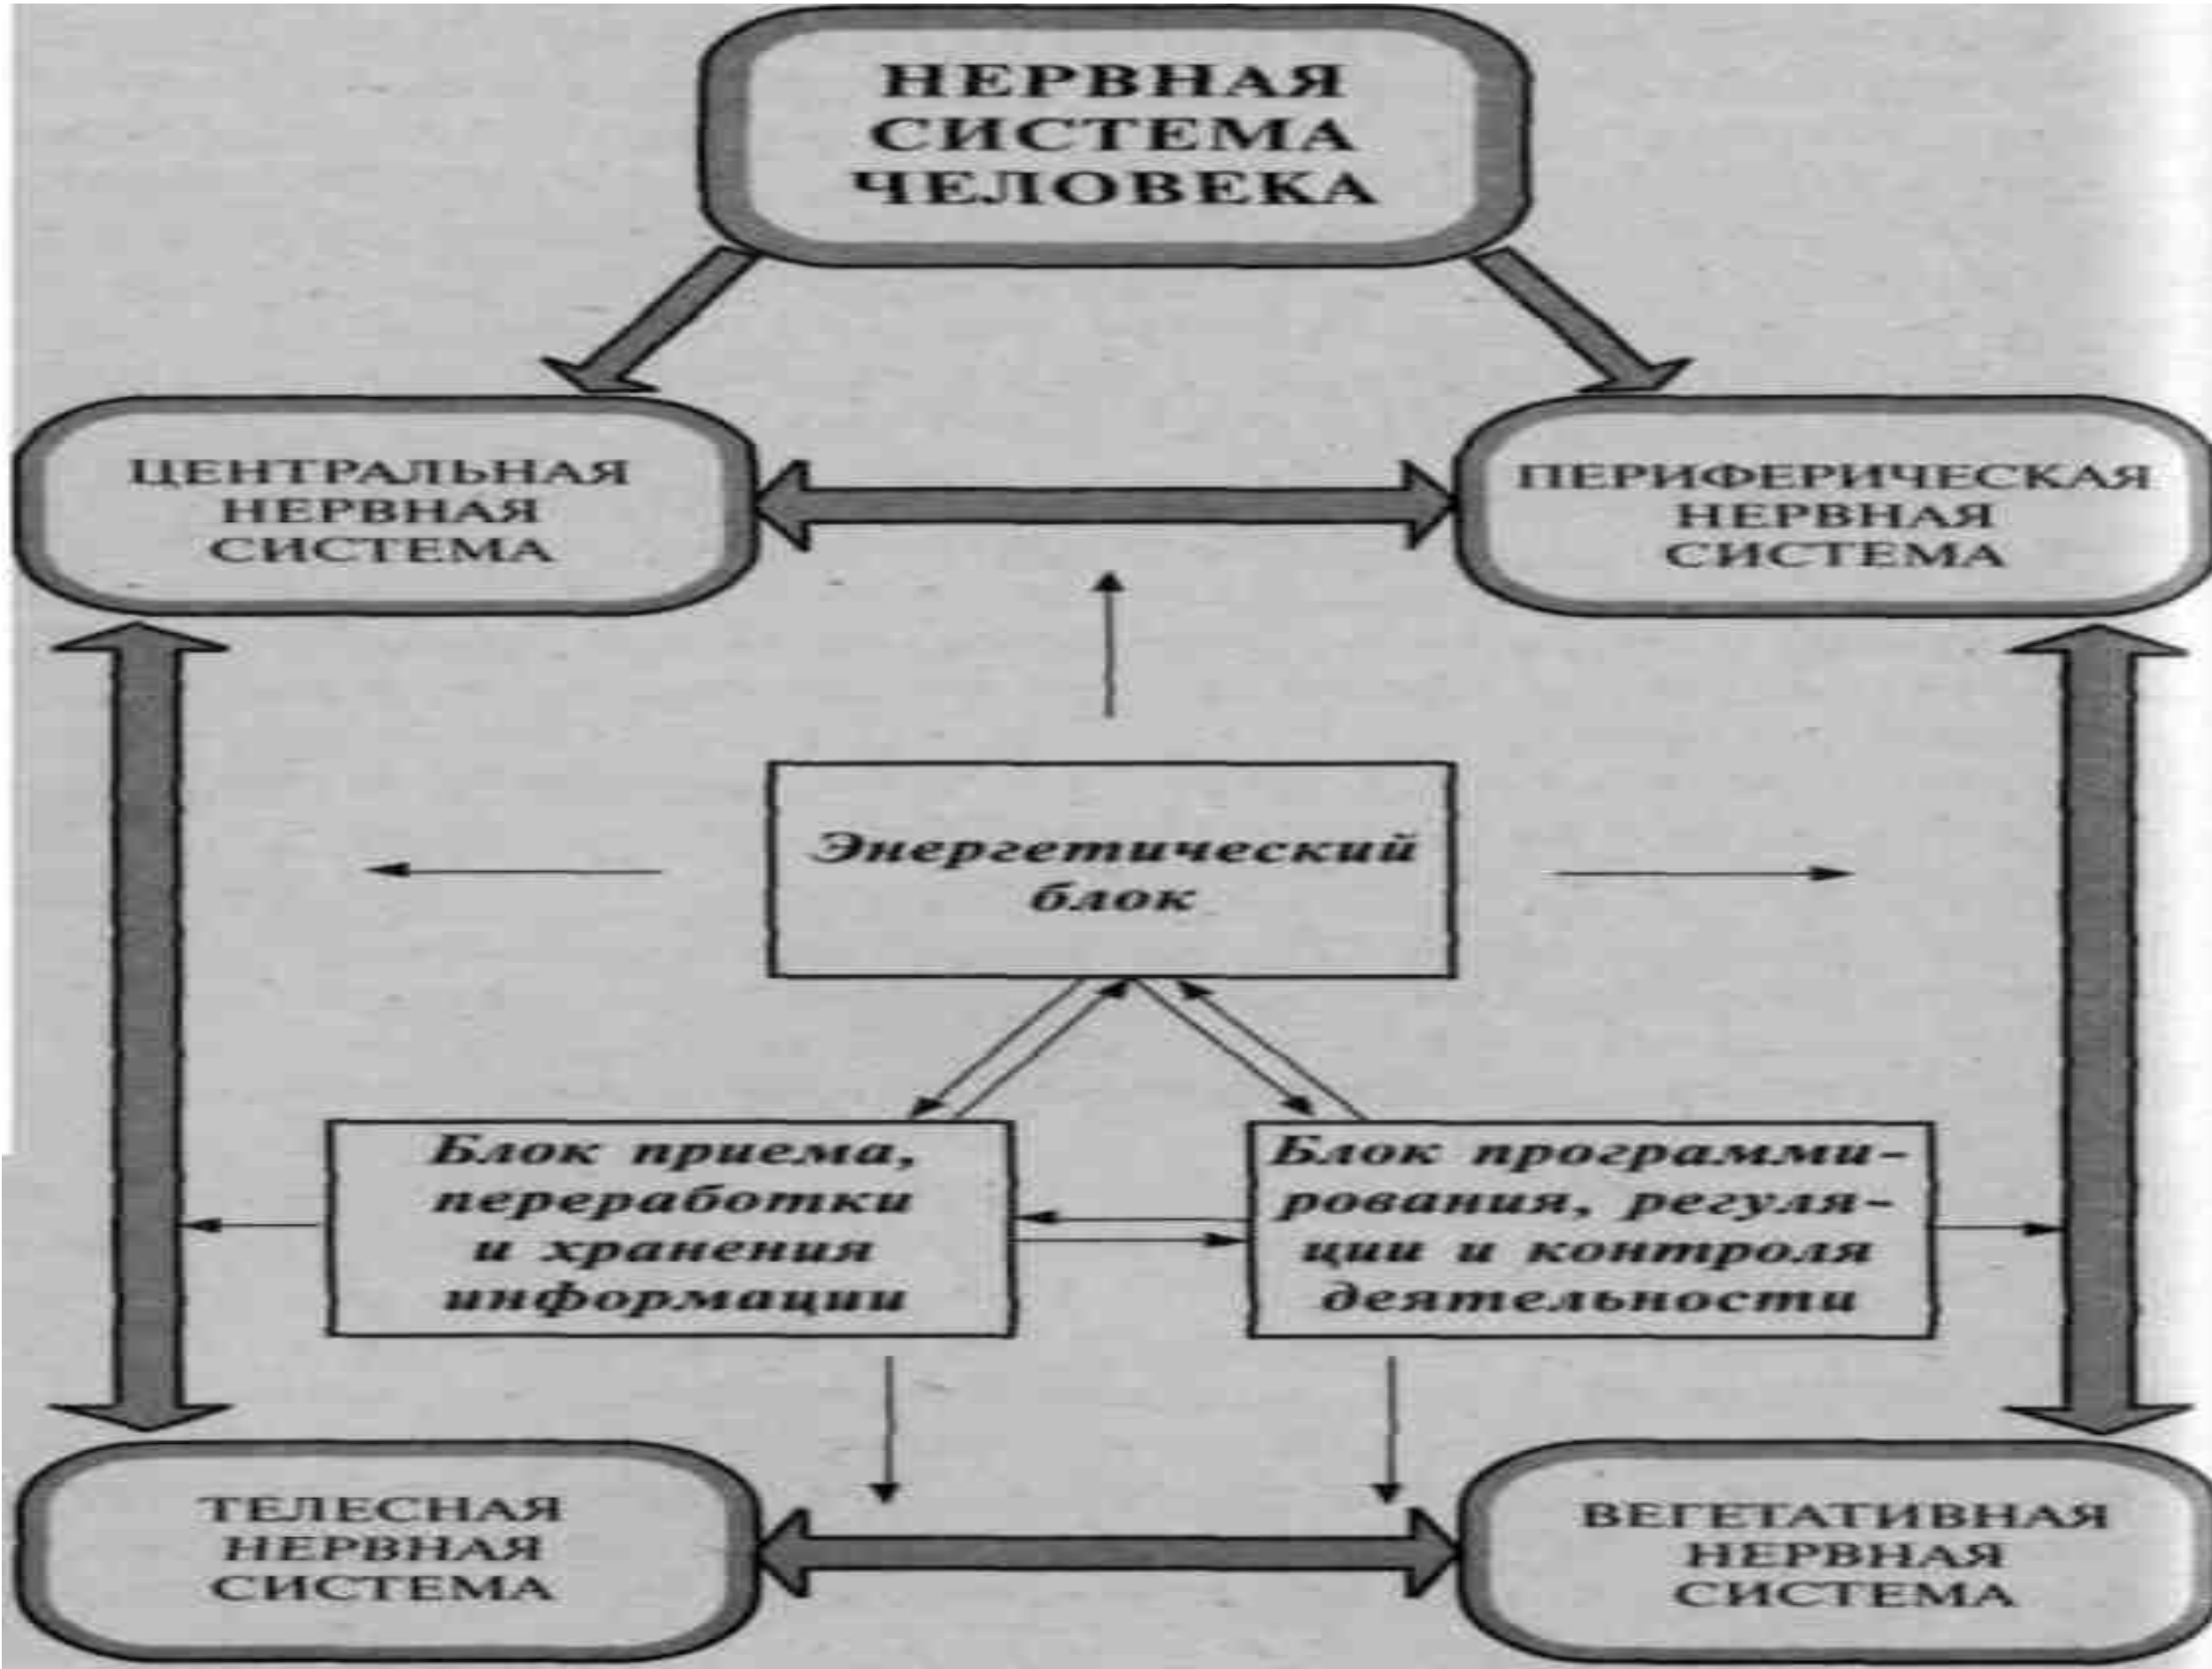 НЕРВНАЯ
СИСТЕМА
ЧЕЛОВЕКА
ЦЕНТРАЛЬНАЯ
НЕРВНАЯ
СИСТЕМА
ПЕРИФЕРИЧЕСКАЯ
НЕРВНАЯ
СИСТЕМА
Энергетический
блок
Блок приема,
переработки
и хранения
информации
Блок программи-
рования, регуля-
ции и контроля
деятельности
ТЕЛЕСНАЯ
НЕРВНАЯ
СИСТЕМА
ВЕГЕТАТИВНАЯ
НЕРВНАЯ
СИСТЕМА